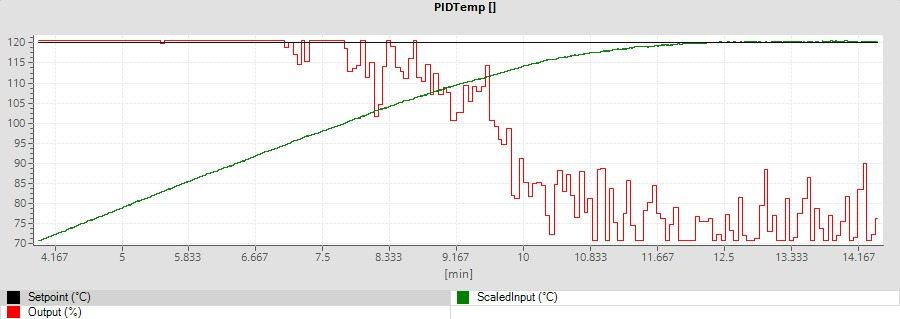 PIDTemp []
120
115
110
105
100
95
90
85
80
75
70
4.167 5 5.833 6.667 7.5 8.333 9.167 10 10.833 11.667 12.5 13.333 14.167
[min]
Setpoint (°C) ScaledInput (°C)
Output (%)